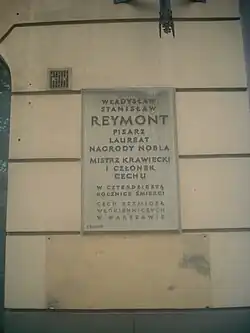 WŁADYSŁAW
STANISŁAW
REYMONT
PISARZ
LAUREAT
NAGRODY NOBLA
MISTRZ KRAWIECKI
I CZŁONEK
CECHU
W CZTERDZIESTĄ
ROCZNICĘ ŚMIERCI
CECH RZEMIOSŁ
WŁÓKIENNICZYCH
W WARSZAWIE